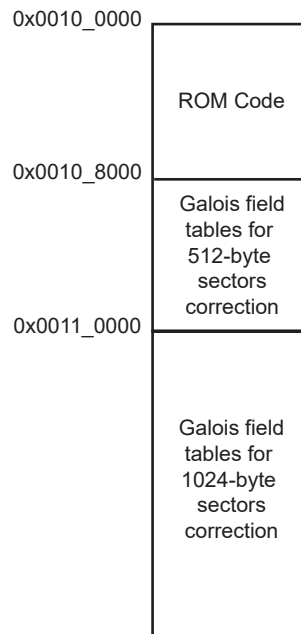 0x0010_0000
ROM Code
0x0010_8000
Galois field
tables for
512-byte
sectors
correction
0x0011_0000
Galois field
tables for
1024-byte
sectors
correction